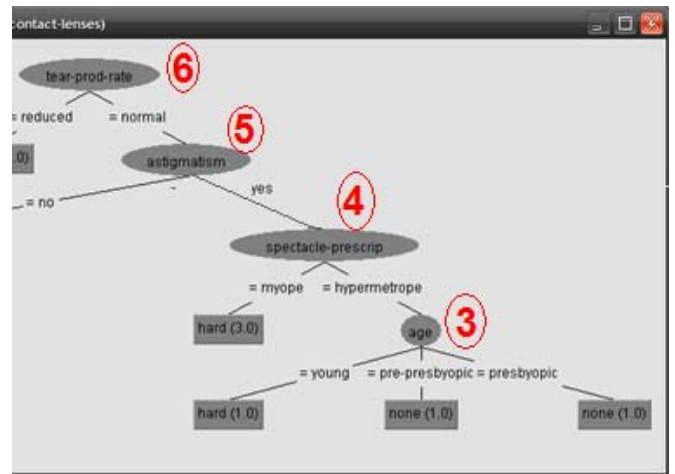 contact-lenses)
6
tear-prod-rate
= reduced = normal
5
.0)
astigmatism
= no
yes
4
spectacle-prescrip
= myope = hypermetrope
3
hard (3.0)
age
= young = pre-presbyopic = presbyopic
hard (1.0) none (1.0) none (1.0)